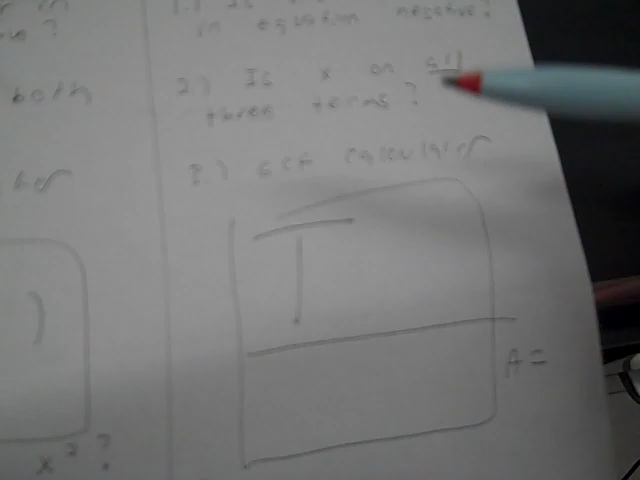 in equation negative?
both
2.) Is x on all
three terms?
3.) GCF calculator
A =
x² ?